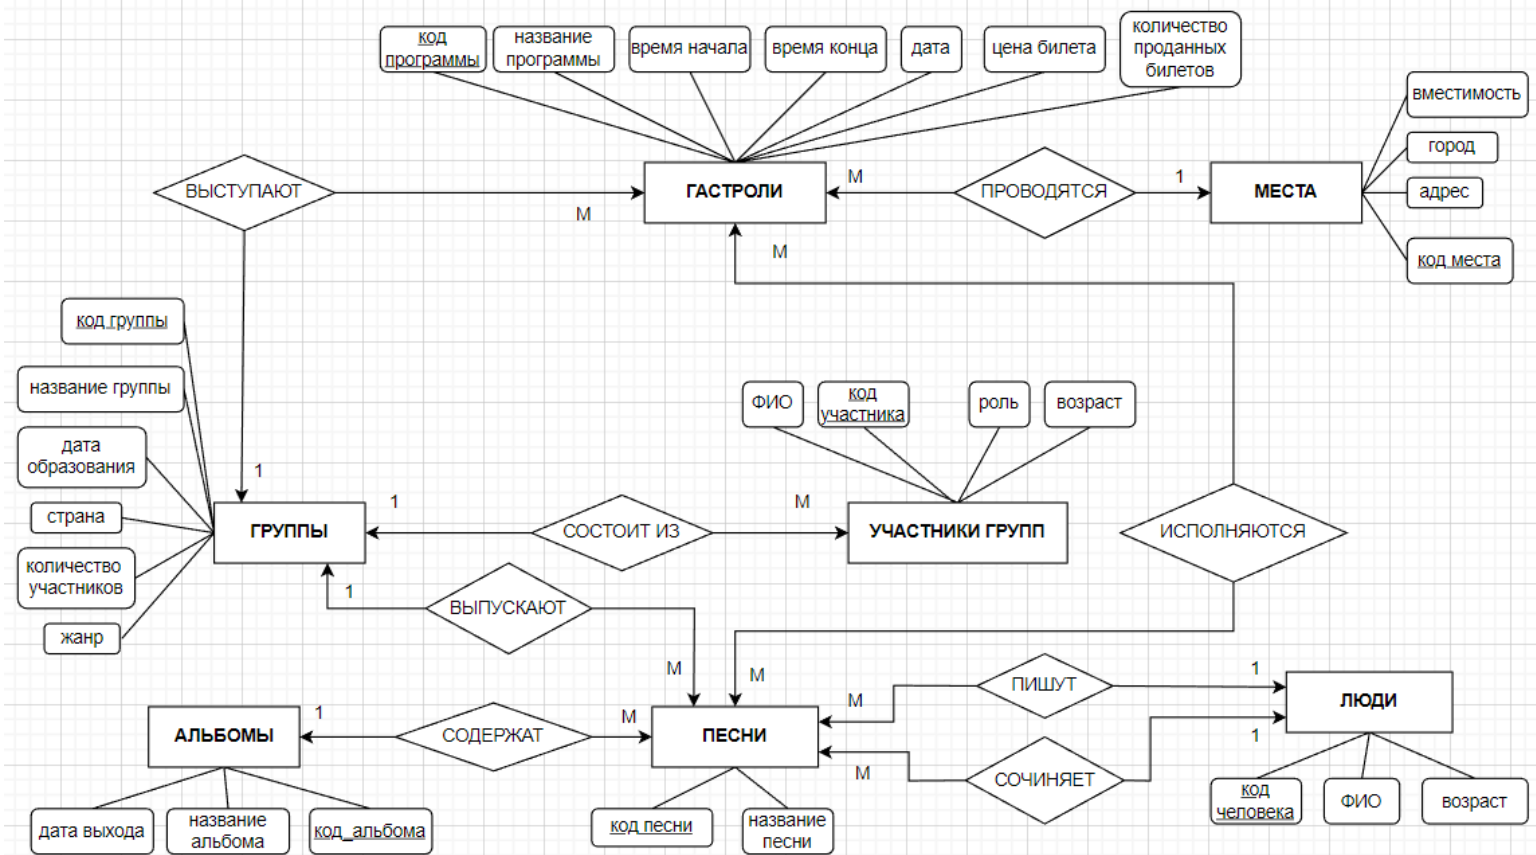 код
программы
название
программы
время начала
время конца
дата
цена билета
количество
проданных
билетов
вместимость
город
адрес
код места
ВЫСТУПАЮТ
М
ГАСТРОЛИ
М
ПРОВОДЯТСЯ
1
МЕСТА
М
код группы
название группы
дата
образования
страна
количество
участников
жанр
1
ГРУППЫ
1
СОСТОИТ ИЗ
М
ФИО
код
участника
роль
возраст
УЧАСТНИКИ ГРУПП
ИСПОЛНЯЮТСЯ
1
ВЫПУСКАЮТ
М
М
АЛЬБОМЫ
1
СОДЕРЖАТ
М
ПЕСНИ
М
ПИШУТ
1
ЛЮДИ
М
СОЧИНЯЕТ
1
дата выхода
название
альбома
код_альбома
код песни
название
песни
код
человека
ФИО
возраст